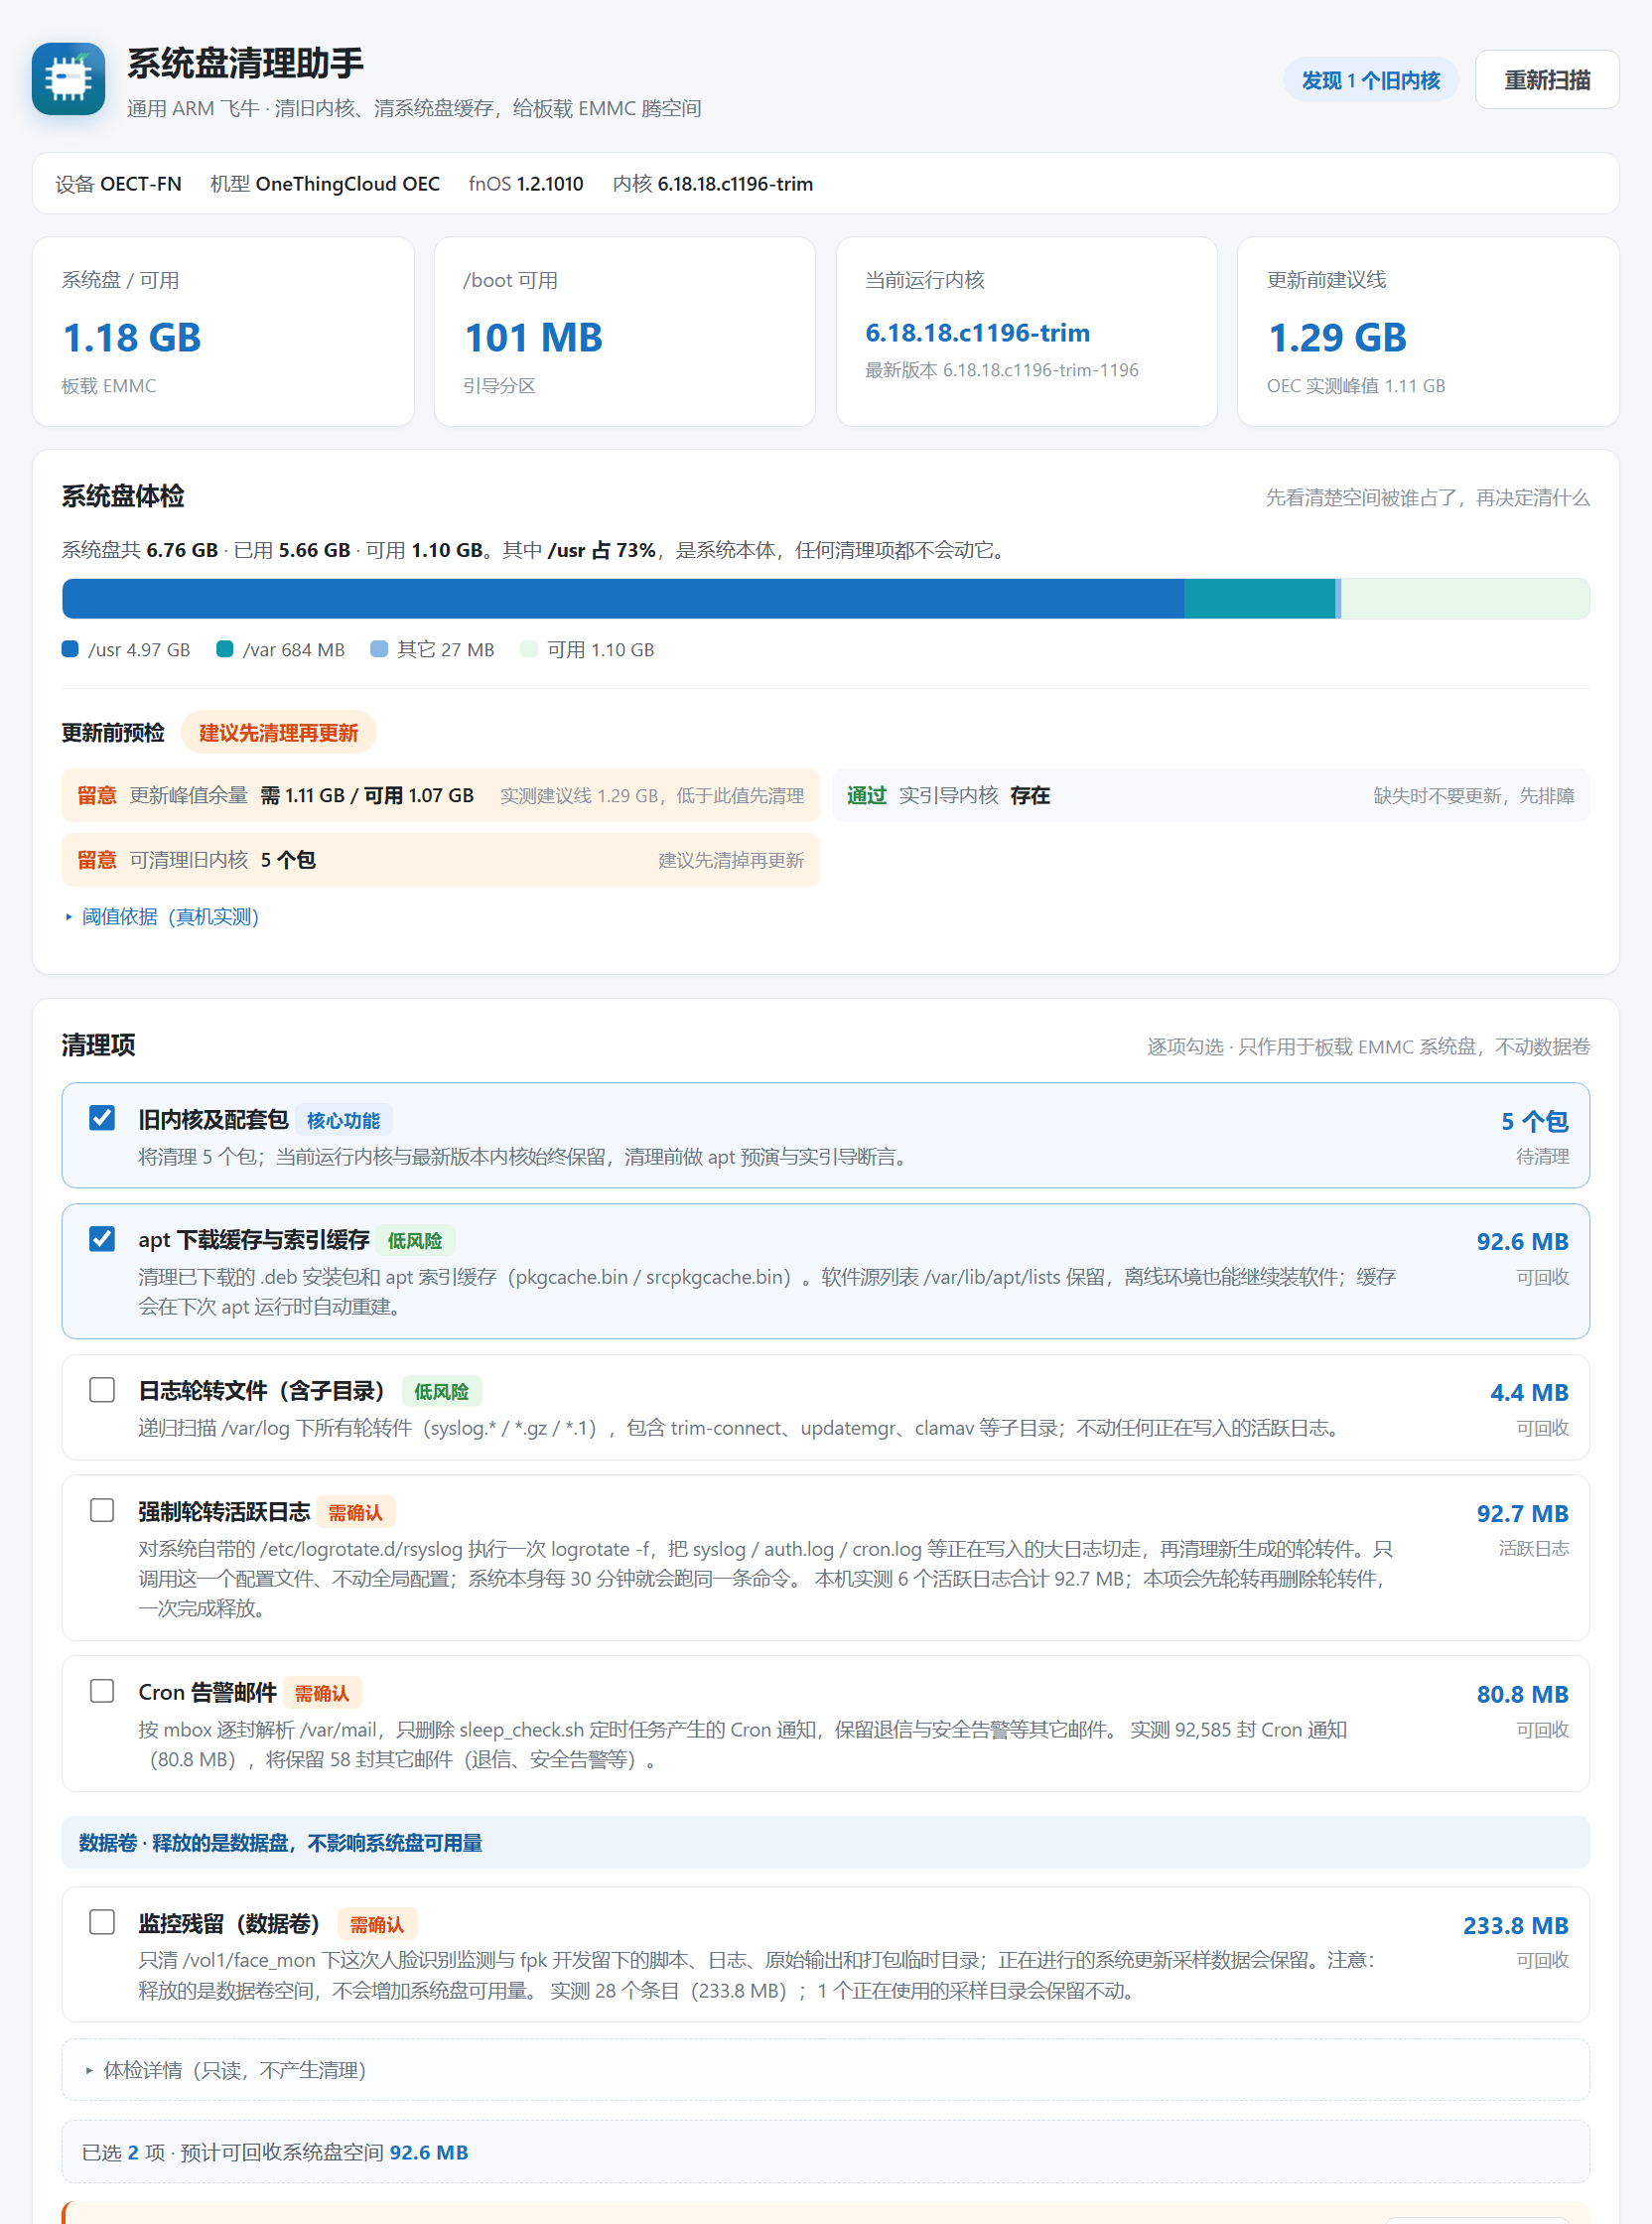 系统盘清理助手
通用 ARM 飞牛 · 清旧内核、清系统盘缓存，给板载 EMMC 腾空间
发现 1 个旧内核
重新扫描
设备 OECT-FN 机型 OneThingCloud OEC fnOS 1.2.1010 内核 6.18.18.c1196-trim
系统盘 / 可用
1.18 GB
板载 EMMC
/boot 可用
101 MB
引导分区
当前运行内核
6.18.18.c1196-trim
最新版本 6.18.18.c1196-trim-1196
更新前建议线
1.29 GB
OEC 实测峰值 1.11 GB
系统盘体检
先看清楚空间被谁占了，再决定清什么
系统盘共 6.76 GB · 已用 5.66 GB · 可用 1.10 GB。其中 /usr 占 73%，是系统本体，任何清理项都不会动它。
/usr 4.97 GB /var 684 MB 其它 27 MB 可用 1.10 GB
更新前预检 建议先清理再更新
留意 更新峰值余量 需 1.11 GB / 可用 1.07 GB 实测建议线 1.29 GB，低于此值先清理
通过 实引导内核 存在 缺失时不要更新，先排障
留意 可清理旧内核 5 个包 建议先清掉再更新
阈值依据（真机实测）
清理项
逐项勾选 · 只作用于板载 EMMC 系统盘，不动数据卷
旧内核及配套包 核心功能
将清理 5 个包；当前运行内核与最新版本内核始终保留，清理前做 apt 预演与实引导断言。
5 个包
待清理
apt 下载缓存与索引缓存 低风险
清理已下载的 .deb 安装包和 apt 索引缓存（pkgcache.bin / srcpkgcache.bin）。软件源列表 /var/lib/apt/lists 保留，离线环境也能继续装软件；缓存
会在下次 apt 运行时自动重建。
92.6 MB
可回收
日志轮转文件（含子目录） 低风险
递归扫描 /var/log 下所有轮转件（syslog.* / *.gz / *.1），包含 trim-connect、updatemgr、clamav 等子目录；不动任何正在写入的活跃日志。
4.4 MB
可回收
强制轮转活跃日志 需确认
对系统自带的 /etc/logrotate.d/rsyslog 执行一次 logrotate -f，把 syslog / auth.log / cron.log 等正在写入的大日志切走，再清理新生成的轮转件。只
调用这一个配置文件、不动全局配置；系统本身每 30 分钟就会跑同一条命令。 本机实测 6 个活跃日志合计 92.7 MB；本项会先轮转再删除轮转件，
一次完成释放。
92.7 MB
活跃日志
Cron 告警邮件 需确认
按 mbox 逐封解析 /var/mail，只删除 sleep_check.sh 定时任务产生的 Cron 通知，保留退信与安全告警等其它邮件。 实测 92,585 封 Cron 通知
（80.8 MB），将保留 58 封其它邮件（退信、安全告警等）。
80.8 MB
可回收
数据卷 · 释放的是数据盘，不影响系统盘可用量
监控残留（数据卷） 需确认
只清 /vol1/face_mon 下这次人脸识别监测与 fpk 开发留下的脚本、日志、原始输出和打包临时目录；正在进行的系统更新采样数据会保留。注意：
释放的是数据卷空间，不会增加系统盘可用量。 实测 28 个条目（233.8 MB）；1 个正在使用的采样目录会保留不动。
233.8 MB
可回收
体检详情（只读，不产生清理）
已选 2 项 · 预计可回收系统盘空间 92.6 MB